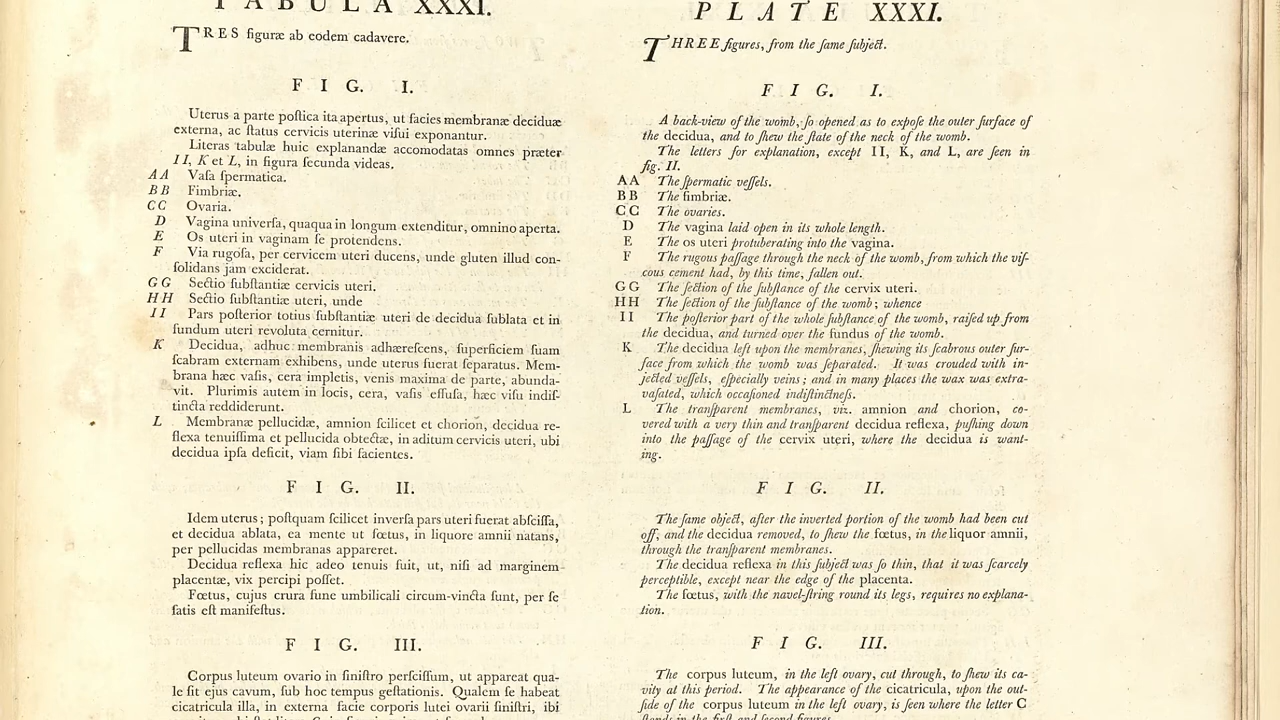 TABULA XXXI.
TRES figuræ ab eodem cadavere.
FIG. I.
Uterus a parte poſtica ita apertus, ut facies membranæ deciduæ
externa, ac ſtatus cervicis uterinæ viſui exponantur.
Literas tabulæ huic explanandæ accomodatas omnes præter
II, K et L, in figura ſecunda videas.
AA Vaſa ſpermatica.
BB Fimbriæ.
CC Ovaria.
D Vagina univerſa, quaqua in longum extenditur, omnino aperta.
E Os uteri in vaginam ſe protendens.
F Via rugoſa, per cervicem uteri ducens, unde gluten illud con-
ſolidans jam exciderat.
GG Sectio ſubſtantiæ cervicis uteri.
HH Sectio ſubſtantiæ uteri, unde
II Pars poſterior totius ſubſtantiæ uteri de decidua ſublata et in
fundum uteri revoluta cernitur.
K Decidua, adhuc membranis adhæreſcens, ſuperficiem ſuam
ſcabram externam exhibens, unde uterus fuerat ſeparatus. Mem-
brana hæc vaſis, cera impletis, venis maxima de parte, abunda-
vit. Plurimis autem in locis, cera, vaſis effuſa, hæc viſu indiſ-
tincta reddiderunt.
L Membranæ pellucidæ, amnion ſcilicet et chorion, decidua re-
flexa tenuiſſima et pellucida obtectæ, in aditum cervicis uteri, ubi
decidua ipſa deficit, viam ſibi facientes.
FIG. II.
Idem uterus; poſtquam ſcilicet inverſa pars uteri fuerat abſciſſa,
et decidua ablata, ea mente ut fœtus, in liquore amnii natans,
per pellucidas membranas appareret.
Decidua reflexa hic adeo tenuis fuit, ut, niſi ad marginem
placentæ, vix percipi poſſet.
Fœtus, cujus crura fune umbilicali circum-vincta ſunt, per ſe
ſatis eſt manifeſtus.
FIG. III.
Corpus luteum ovario in ſiniſtro perſciſſum, ut appareat qua-
le ſit ejus cavum, ſub hoc tempus geſtationis. Qualem ſe habeat
cicatricula illa, in externa facie corporis lutei ovarii ſiniſtri, ibi
PLATE XXXI.
THREE figures, from the ſame ſubject.
FIG. I.
A back-view of the womb, ſo opened as to expoſe the outer ſurface of
the decidua, and to ſhew the ſtate of the neck of the womb.
The letters for explanation, except II, K, and L, are ſeen in
fig. II.
AA The ſpermatic veſſels.
BB The fimbriæ.
CC The ovaries.
D The vagina laid open in its whole length.
E The os uteri protuberating into the vagina.
F The rugous paſſage through the neck of the womb, from which the viſ-
cous cement had, by this time, fallen out.
GG The ſection of the ſubſtance of the cervix uteri.
HH The ſection of the ſubſtance of the womb; whence
II The poſterior part of the whole ſubſtance of the womb, raiſed up from
the decidua, and turned over the fundus of the womb.
K The decidua left upon the membranes, ſhewing its ſcabrous outer ſur-
face from which the womb was ſeparated. It was crouded with in-
jected veſſels, eſpecially veins; and in many places the wax was extra-
vaſated, which occaſioned indiſtinctneſs.
L The tranſparent membranes, viz. amnion and chorion, co-
vered with a very thin and tranſparent decidua reflexa, puſhing down
into the paſſage of the cervix uteri, where the decidua is want-
ing.
FIG. II.
The ſame object, after the inverted portion of the womb had been cut
off, and the decidua removed, to ſhew the fœtus, in the liquor amnii,
through the tranſparent membranes.
The decidua reflexa in this ſubject was ſo thin, that it was ſcarcely
perceptible, except near the edge of the placenta.
The fœtus, with the navel-ſtring round its legs, requires no explana-
tion.
FIG. III.
The corpus luteum, in the left ovary, cut through, to ſhew its ca-
vity at this period. The appearance of the cicatricula, upon the out-
ſide of the corpus luteum in the left ovary, is ſeen where the letter C
ſtands in the firſt and ſecond figures.